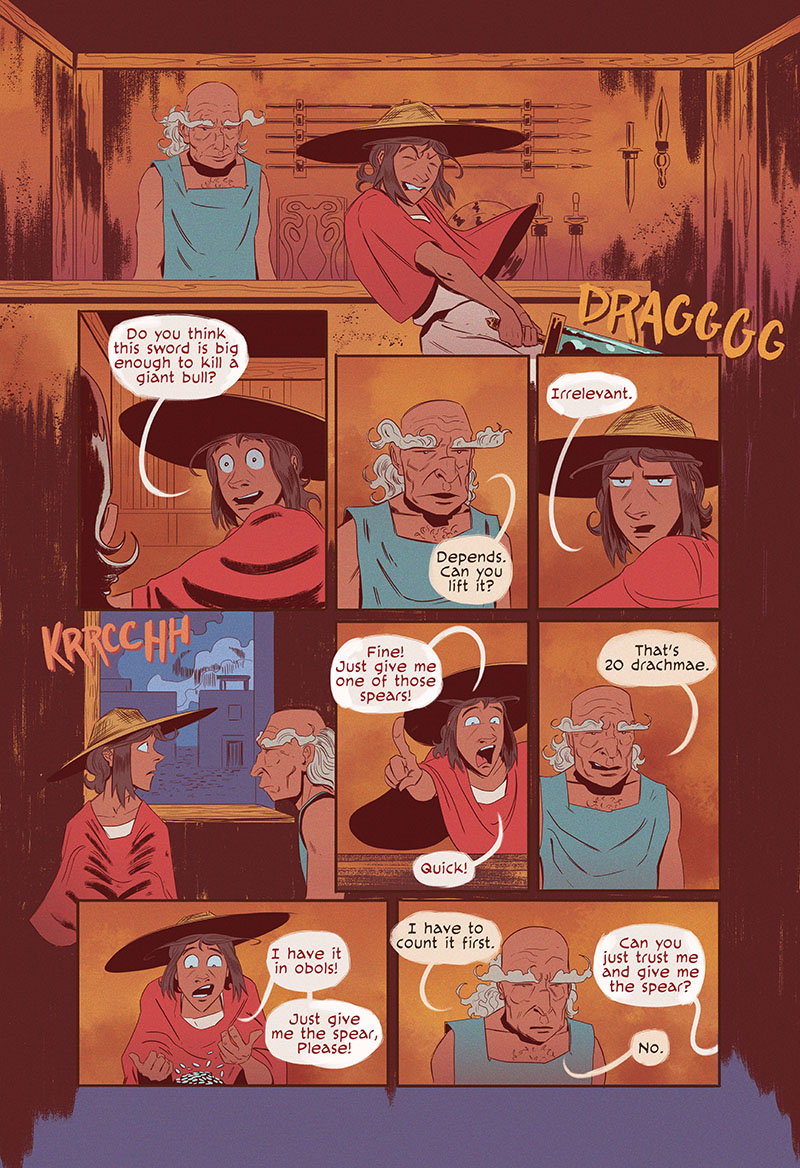 DRAGGGG
Do you think
this sword is big
enough to kill a
giant bull?
Depends.
Can you
lift it?
Irrelevant.
KRRCCHH
Fine!
Just give me
one of those
spears!
Quick!
That's
20 drachmae.
I have it
in obols!
Just give
me the spear,
Please!
I have to
count it first.
Can you
just trust me
and give me
the spear?
No.